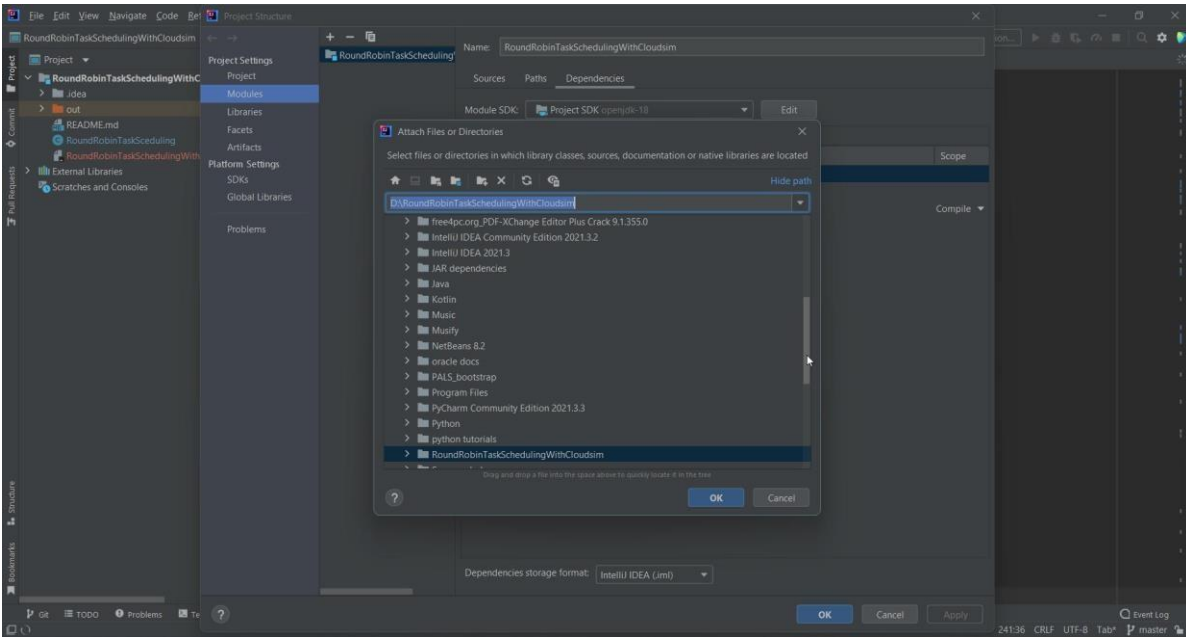 File Edit View Navigate Code Project Structure
RoundRobinTaskSchedulingWithCloudsim
Project
RoundRobinTaskSchedulingWithC
.idea
out
README.md
RoundRobinTaskSceduling
RoundRobinTaskSchedulingWith
External Libraries
Scratches and Consoles
Project
Commit
Pull Requests
Structure
Bookmarks
Project Settings
Project
Modules
Libraries
Facets
Artifacts
Platform Settings
SDKs
Global Libraries
Problems
RoundRobinTaskScheduling
Name: RoundRobinTaskSchedulingWithCloudsim
Sources Paths Dependencies
Module SDK: Project SDK openjdk-18 Edit
Scope
Compile
Attach Files or Directories
Select files or directories in which library classes, sources, documentation or native libraries are located
Hide path
D:\RoundRobinTaskSchedulingWithCloudsim
free4pc.org_PDF-XChange Editor Plus Crack 9.1.355.0
IntelliJ IDEA Community Edition 2021.3.2
IntelliJ IDEA 2021.3
JAR dependencies
Java
Kotlin
Music
Musify
NetBeans 8.2
oracle docs
PALS_bootstrap
Program Files
PyCharm Community Edition 2021.3.3
Python
python tutorials
RoundRobinTaskSchedulingWithCloudsim
Drag and drop a file into the space above to quickly locate it in the tree
? OK Cancel
Dependencies storage format: IntelliJ IDEA (.iml)
? OK Cancel Apply
Git TODO Problems Te Event Log
241:36 CRLF UTF-8 Tab* master